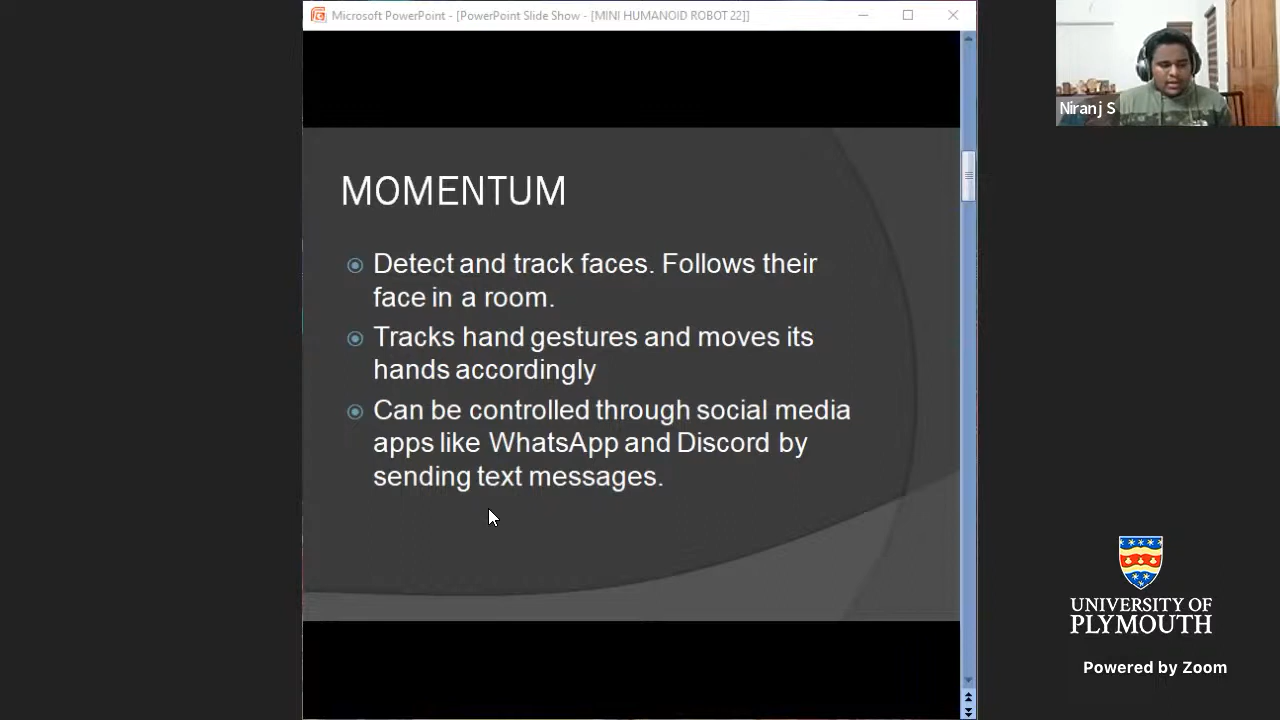 Microsoft PowerPoint - [PowerPoint Slide Show - [MINI HUMANOID ROBOT 22]]
Niranj S
MOMENTUM
Detect and track faces. Follows their
face in a room.
Tracks hand gestures and moves its
hands accordingly
Can be controlled through social media
apps like WhatsApp and Discord by
sending text messages.
UNIVERSITY OF
PLYMOUTH
Powered by Zoom